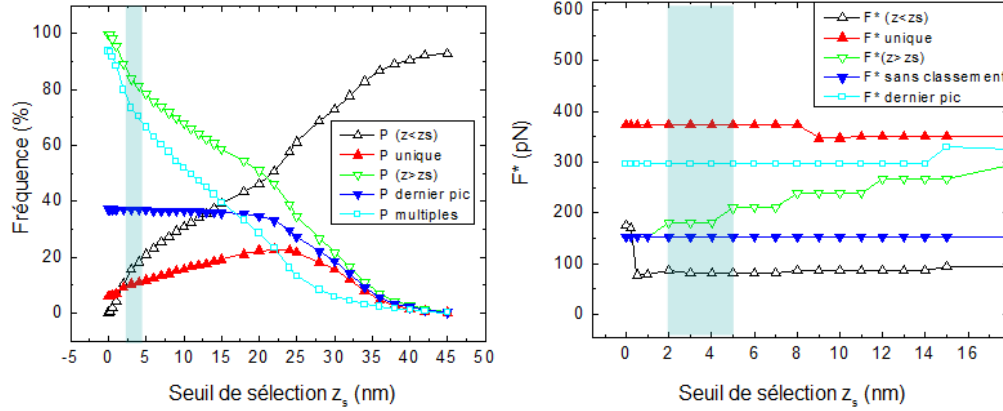 100
80
60
40
20
0
Fréquence (%)
P (z<zs)
P unique
P (z>zs)
P dernier pic
P multiples
-5 0 5 10 15 20 25 30 35 40 45 50
Seuil de sélection zs (nm)
600
500
400
300
200
100
0
F* (pN)
F* (z<zs)
F* unique
F*(z>zs)
F* sans classement
F* dernier pic
0 2 4 6 8 10 12 14 16
Seuil de sélection zs (nm)